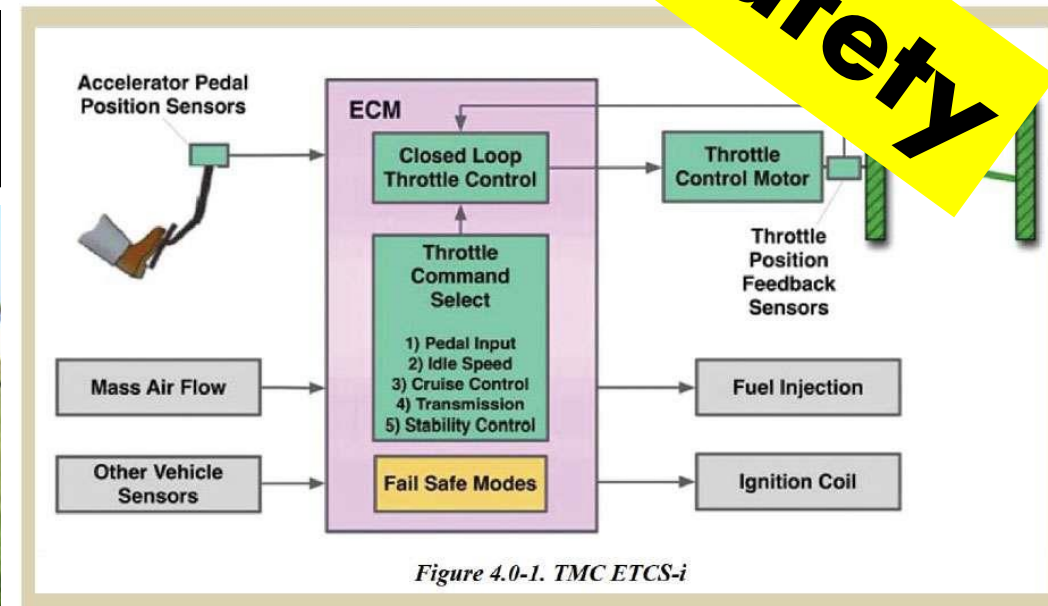 Accelerator Pedal
Position Sensors
ECM
Closed Loop
Throttle Control
Throttle
Control Motor
Throttle
Position
Feedback
Sensors
Throttle
Command
Select
1) Pedal Input
2) Idle Speed
3) Cruise Control
4) Transmission
5) Stability Control
Mass Air Flow
Fuel Injection
Other Vehicle
Sensors
Fail Safe Modes
Ignition Coil
Figure 4.0-1. TMC ETCS-i